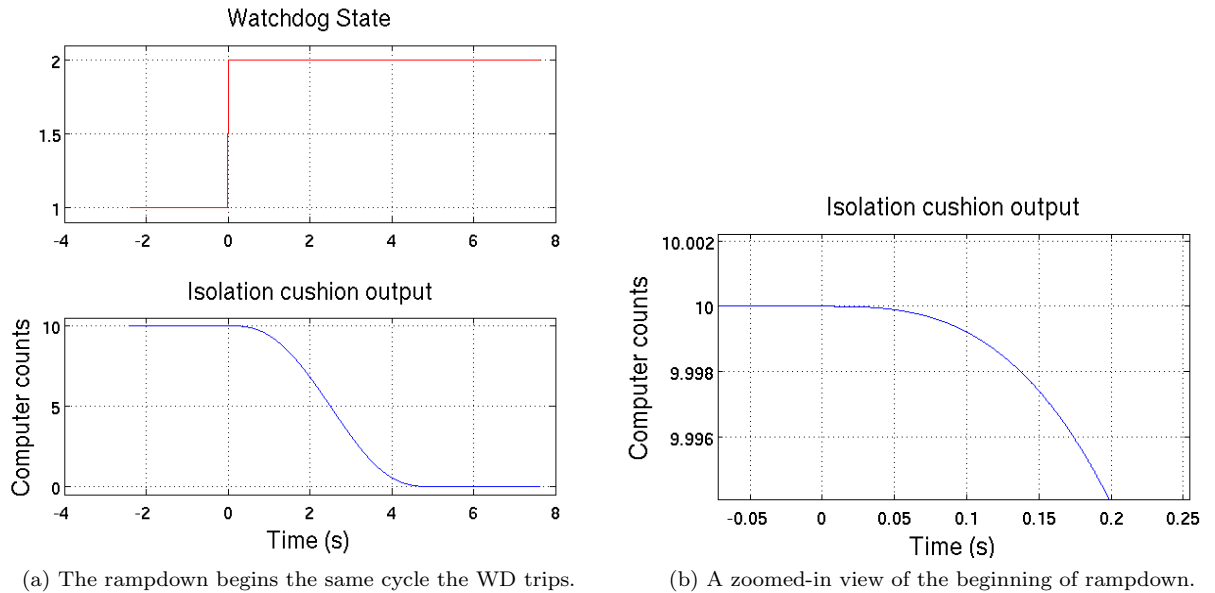 Watchdog State
2
1.5
1
-4 -2 0 2 4 6 8
Isolation cushion output
Computer counts
10
5
0
-4 -2 0 2 4 6 8
Time (s)
(a) The rampdown begins the same cycle the WD trips.
Isolation cushion output
Computer counts
10.002
10
9.998
9.996
-0.05 0 0.05 0.1 0.15 0.2 0.25
Time (s)
(b) A zoomed-in view of the beginning of rampdown.